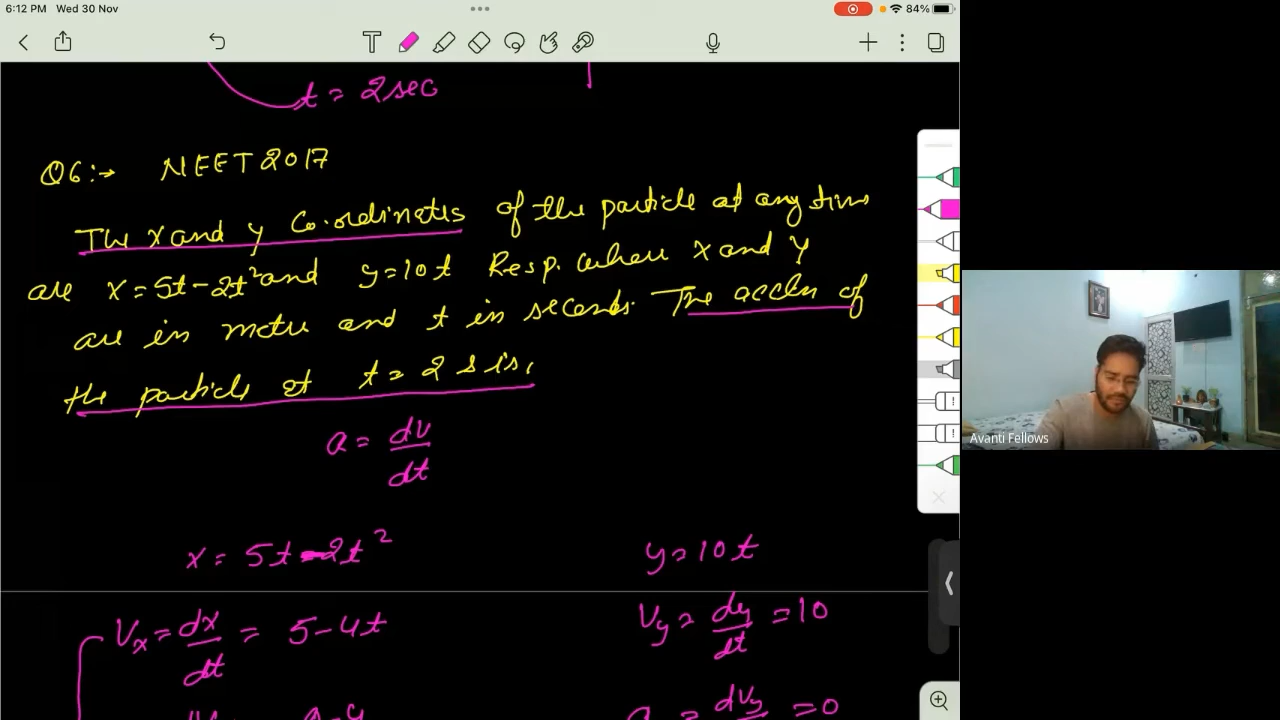 6:12 PM Wed 30 Nov
84%
t = 2sec
Q6:→ NEET 2017
The x and y Co-ordinates of the particle at any time
are x = 5t - 2t² and y = 10t Resp. where x and y
are in metre and t in seconds. The accln of
the particle at t = 2 s is,
a = dv/dt
x = 5t - 2t²
y = 10t
Vx = dx/dt = 5 - 4t
Vy = dy/dt = 10
dVy = 0
Avanti Fellows